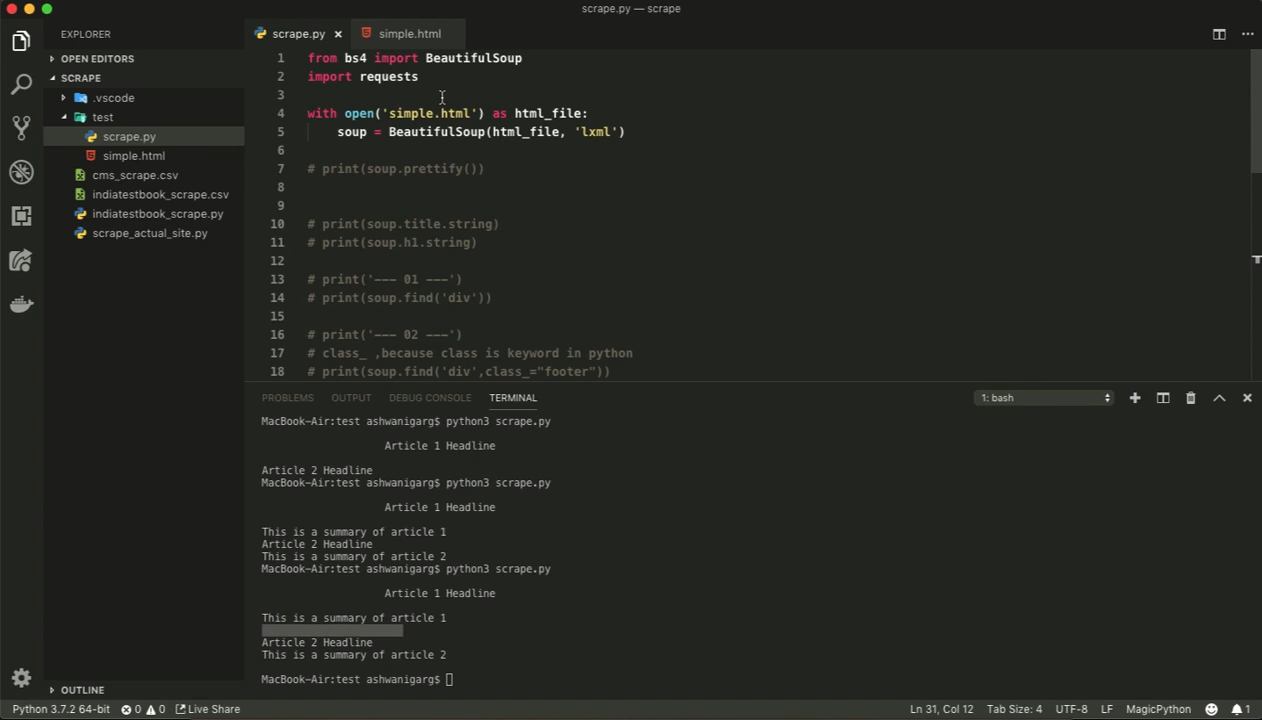 scrape.py — scrape
EXPLORER
OPEN EDITORS
SCRAPE
.vscode
test
scrape.py
simple.html
cms_scrape.csv
indiatestbook_scrape.csv
indiatestbook_scrape.py
scrape_actual_site.py
OUTLINE
scrape.py simple.html
1 from bs4 import BeautifulSoup
2 import requests
3
4 with open('simple.html') as html_file:
5 soup = BeautifulSoup(html_file, 'lxml')
6
7 # print(soup.prettify())
8
9
10 # print(soup.title.string)
11 # print(soup.h1.string)
12
13 # print('--- 01 ---')
14 # print(soup.find('div'))
15
16 # print('--- 02 ---')
17 # class_ ,because class is keyword in python
18 # print(soup.find('div',class_="footer"))
PROBLEMS OUTPUT DEBUG CONSOLE TERMINAL 1: bash
MacBook-Air:test ashwanigarg$ python3 scrape.py
Article 1 Headline
Article 2 Headline
MacBook-Air:test ashwanigarg$ python3 scrape.py
Article 1 Headline
This is a summary of article 1
Article 2 Headline
This is a summary of article 2
MacBook-Air:test ashwanigarg$ python3 scrape.py
Article 1 Headline
This is a summary of article 1
Article 2 Headline
This is a summary of article 2
MacBook-Air:test ashwanigarg$
Python 3.7.2 64-bit 0 0 Live Share Ln 31, Col 12 Tab Size: 4 UTF-8 LF MagicPython 1